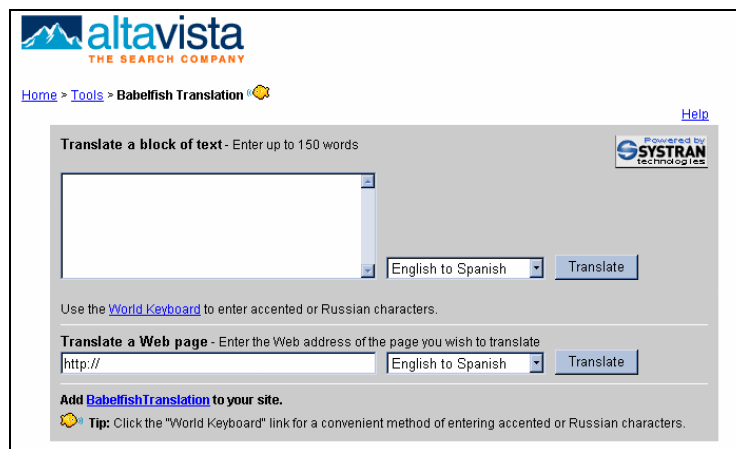 altavista
THE SEARCH COMPANY
Home > Tools > Babelfish Translation
Help
Translate a block of text - Enter up to 150 words
Powered by
SYSTRAN
technologies
English to Spanish
Translate
Use the World Keyboard to enter accented or Russian characters.
Translate a Web page - Enter the Web address of the page you wish to translate
http://
English to Spanish
Translate
Add BabelfishTranslation to your site.
Tip: Click the "World Keyboard" link for a convenient method of entering accented or Russian characters.